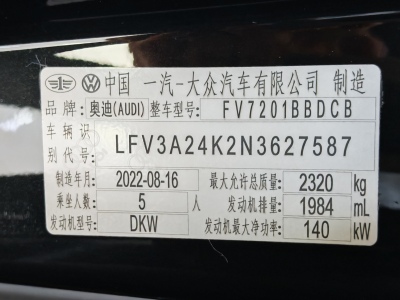 中国 一汽-大众汽车有限公司 制造
品牌 奥迪(AUDI) 整车型号 FV7201BBDCB
车辆识别代号 LFV3A24K2N3627587
制造年月 2022-08-16 最大允许总质量 2320 kg
乘坐人数 5 人 发动机排量 1984 mL
发动机型号 DKW 发动机最大净功率 140 kW